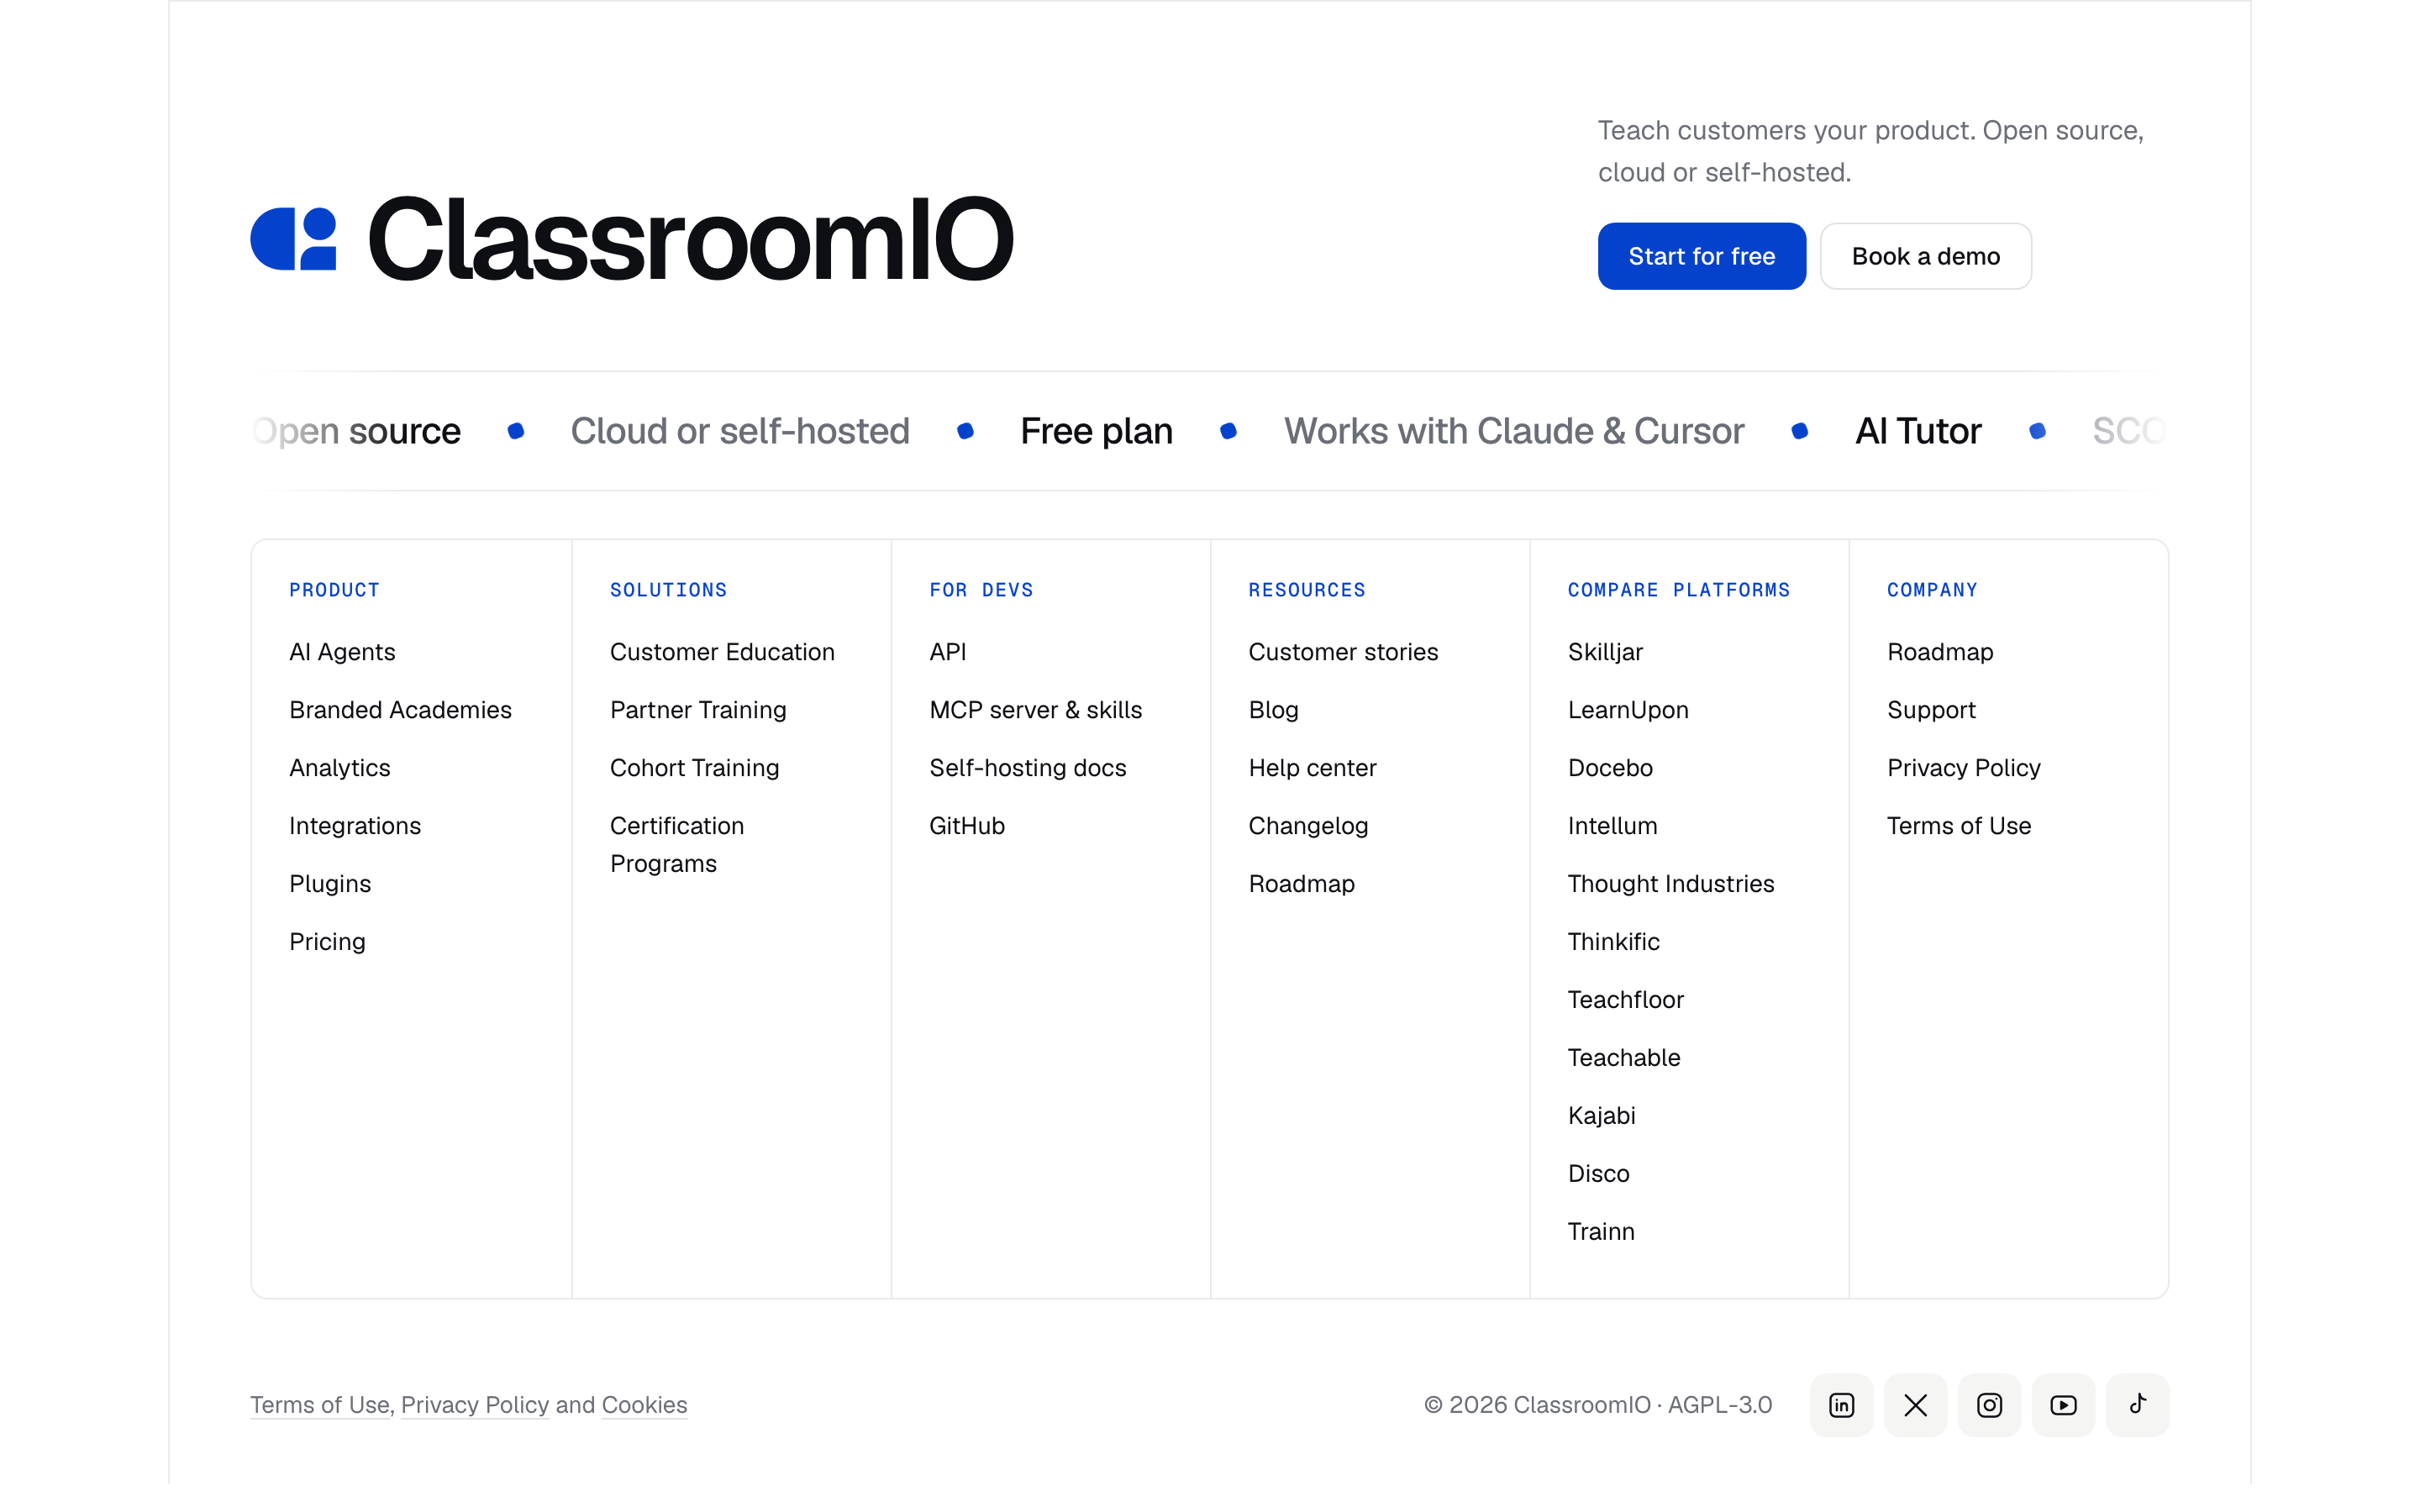 Teach customers your product. Open source,
cloud or self-hosted.
ClassroomIO
Start for free
Book a demo
Open source
Cloud or self-hosted
Free plan
Works with Claude & Cursor
AI Tutor
PRODUCT
AI Agents
Branded Academies
Analytics
Integrations
Plugins
Pricing
SOLUTIONS
Customer Education
Partner Training
Cohort Training
Certification
Programs
FOR DEVS
API
MCP server & skills
Self-hosting docs
GitHub
RESOURCES
Customer stories
Blog
Help center
Changelog
Roadmap
COMPARE PLATFORMS
Skilljar
LearnUpon
Docebo
Intellum
Thought Industries
Thinkific
Teachfloor
Teachable
Kajabi
Disco
Trainn
COMPANY
Roadmap
Support
Privacy Policy
Terms of Use
Terms of Use, Privacy Policy and Cookies
© 2026 ClassroomIO · AGPL-3.0